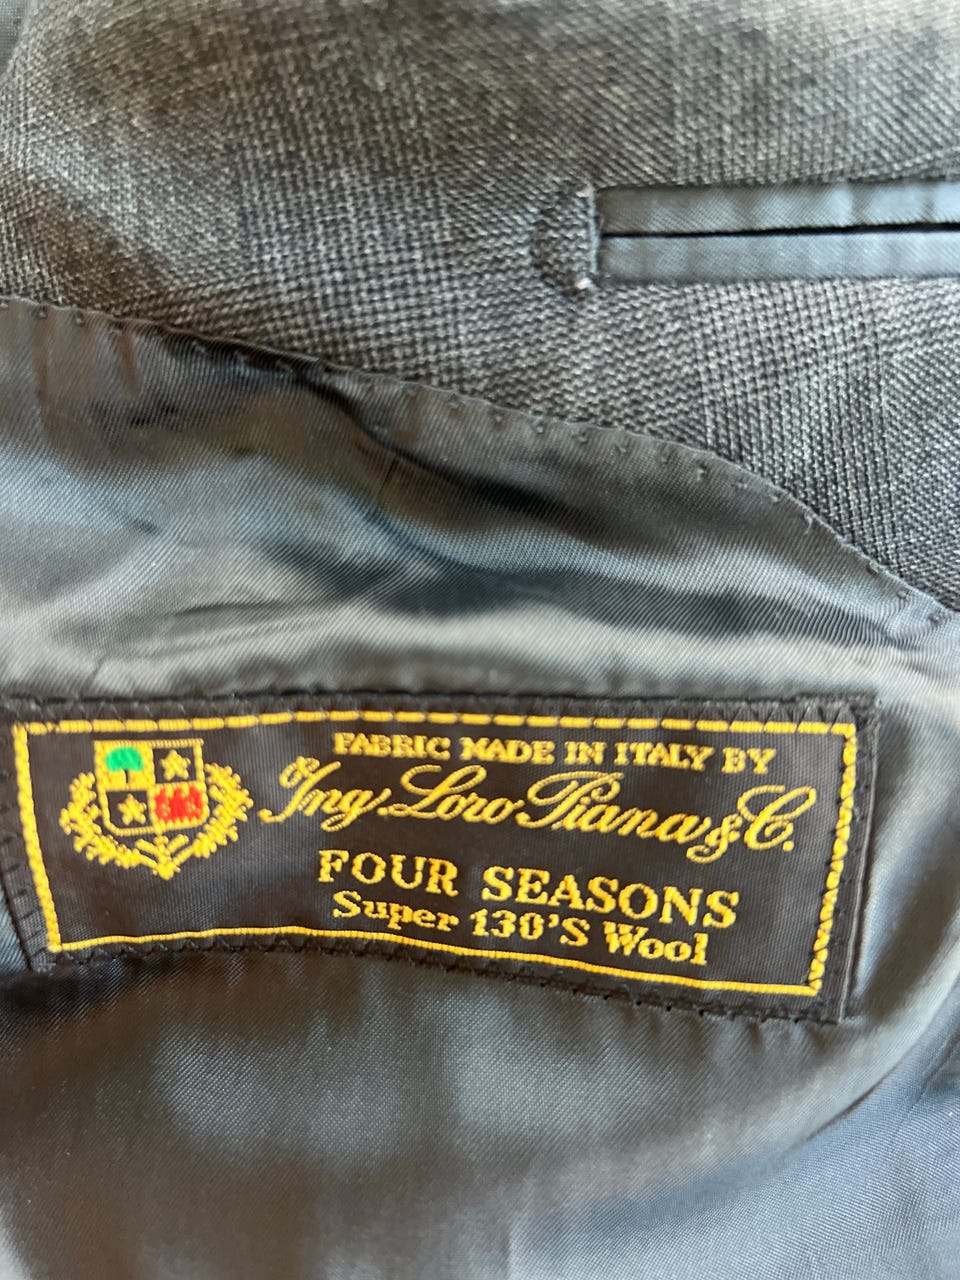 FABRIC MADE IN ITALY BY
Ing. Loro Piana & C.
FOUR SEASONS
Super 130'S Wool